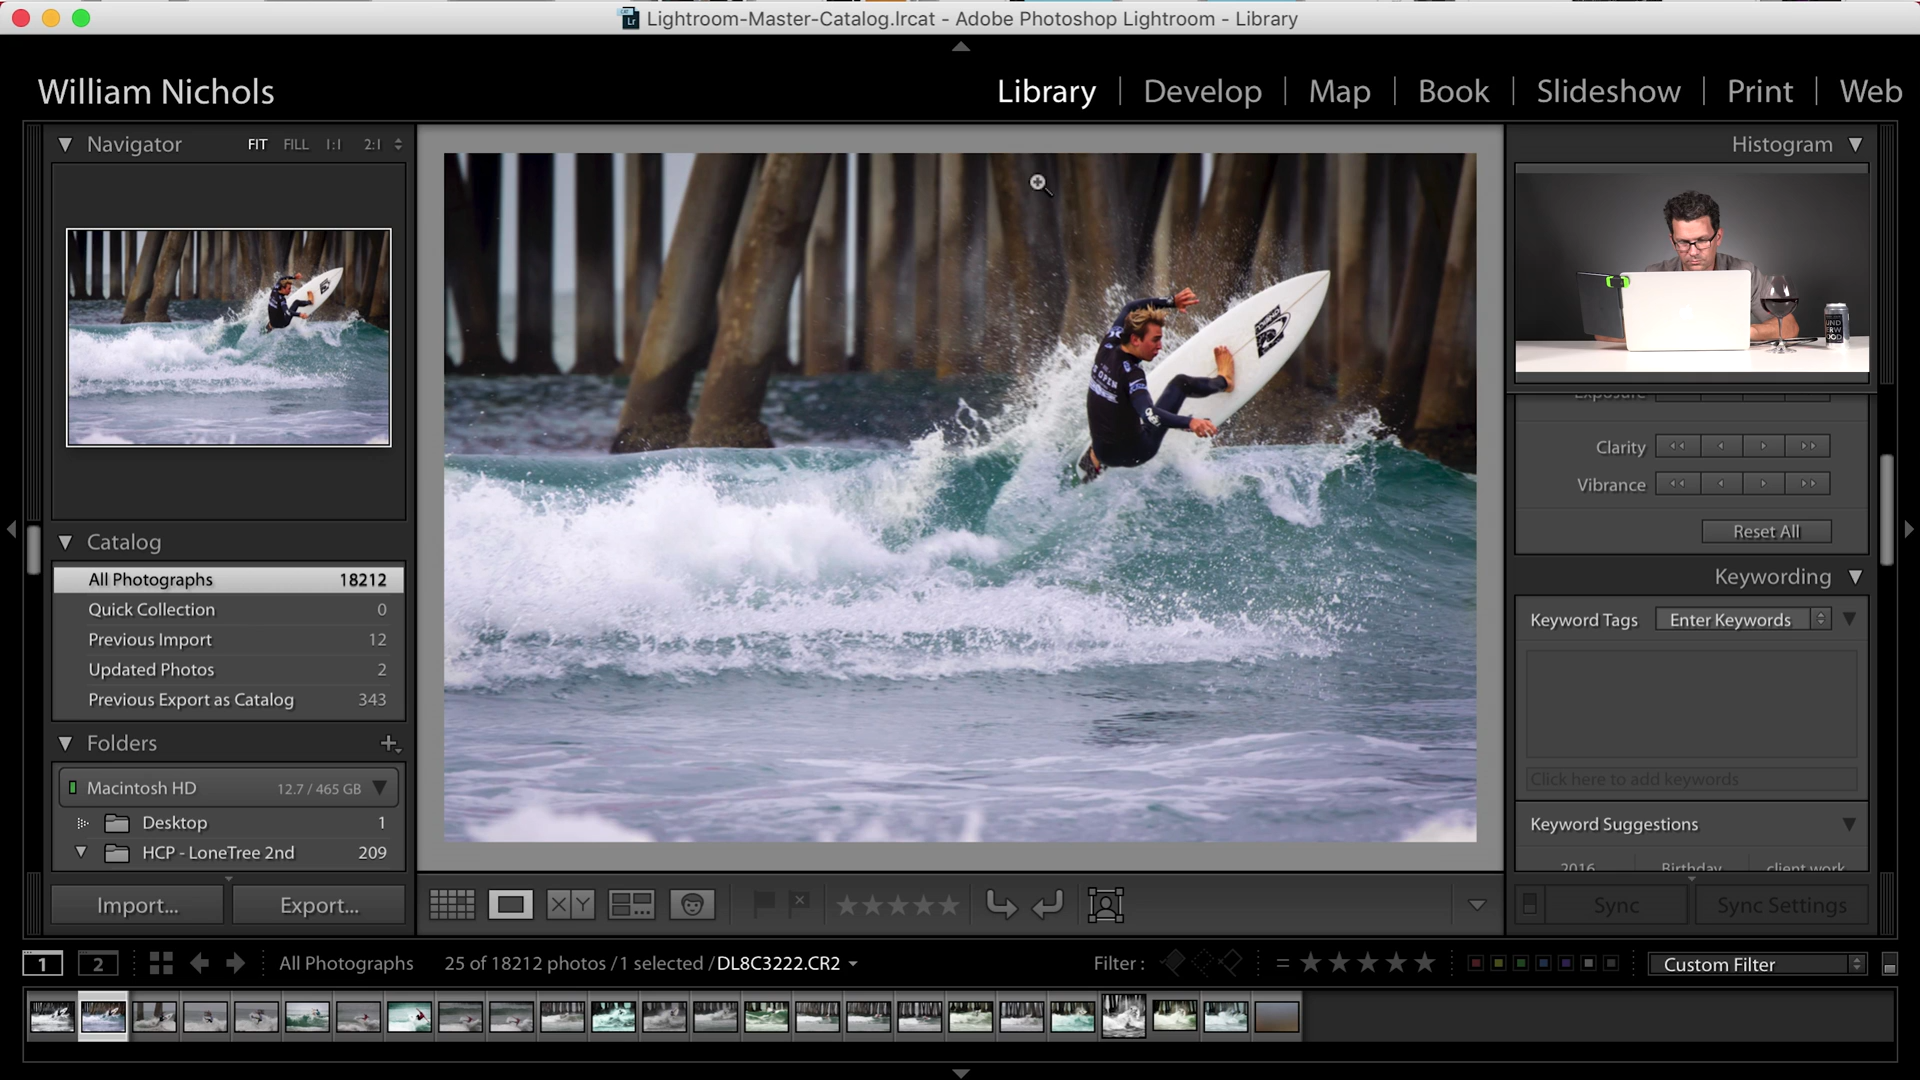 Lightroom-Master-Catalog.lrcat - Adobe Photoshop Lightroom - Library
William Nichols
Library | Develop | Map | Book | Slideshow | Print | Web
Navigator FIT FILL 1:1 2:1
Histogram
OPEN
UND
ER W
OOD
Exposure
Clarity
Vibrance
Reset All
Catalog
All Photographs 18212
Quick Collection 0
Previous Import 12
Updated Photos 2
Previous Export as Catalog 343
Keywording
Keyword Tags Enter Keywords
Click here to add keywords
Keyword Suggestions
2016 Birthday client work
Folders
Macintosh HD 12.7 / 465 GB
Desktop 1
HCP - LoneTree 2nd 209
Import... Export...
X Y
Sync Sync Settings
1 2 All Photographs 25 of 18212 photos / 1 selected / DL8C3222.CR2 Filter : Custom Filter